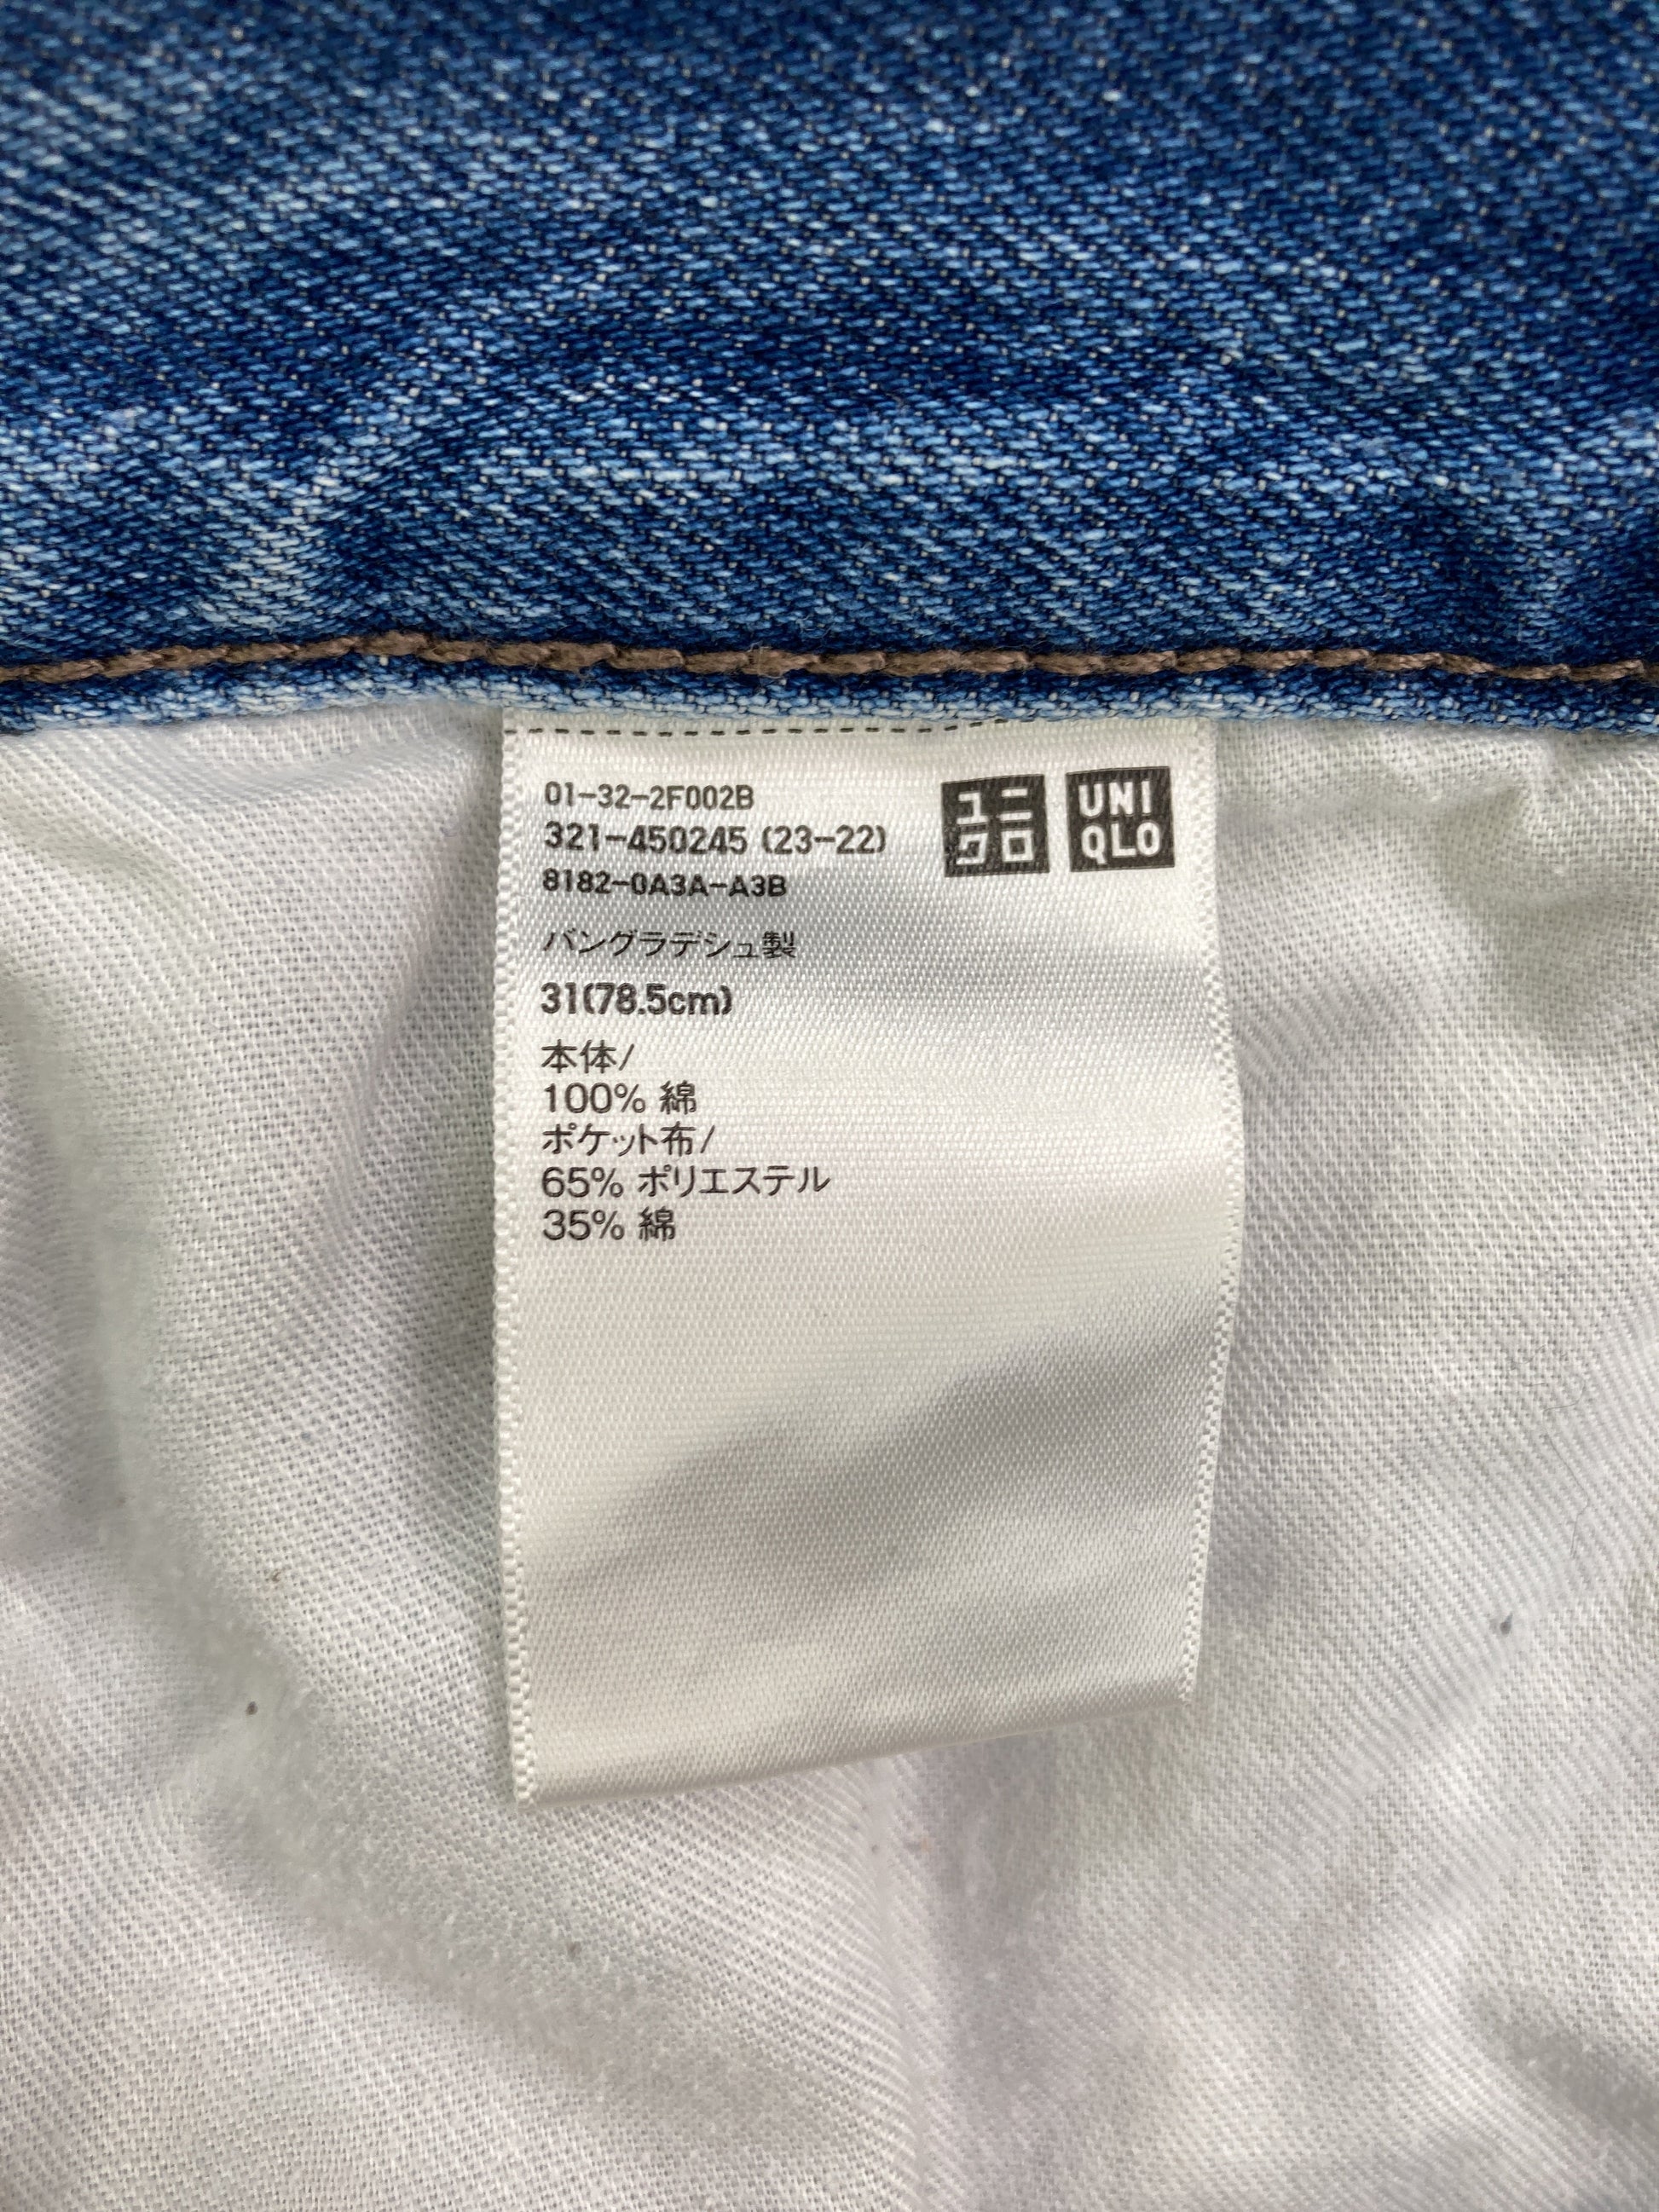 01-32-2F002B
321-450245 (23-22)
8182-0A3A-A3B
ユニ
クロ
UNI
QLO
バングラデシュ製
31(78.5cm)
本体/
100% 綿
ポケット布/
65% ポリエステル
35% 綿